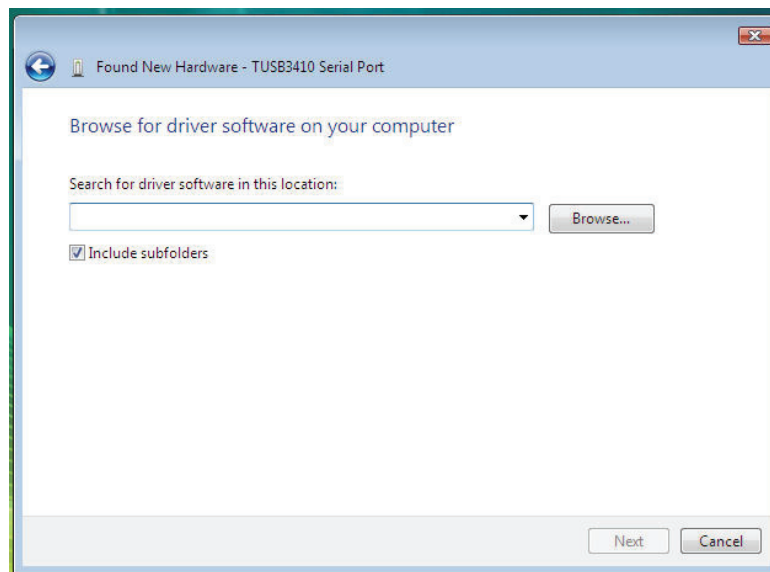 Found New Hardware - TUSB3410 Serial Port
Browse for driver software on your computer
Search for driver software in this location:
Browse...
Include subfolders
Next Cancel